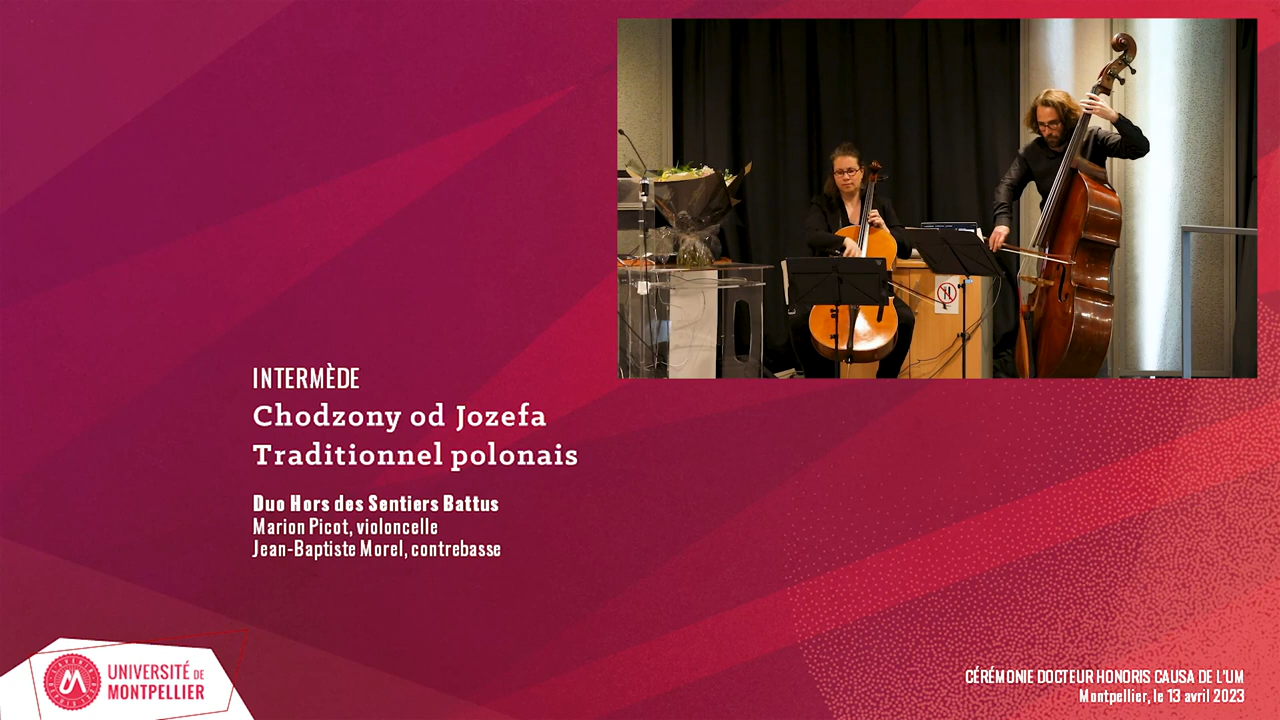 INTERMÈDE
Chodzony od Jozefa
Traditionnel polonais
Duo Hors des Sentiers Battus
Marion Picot, violoncelle
Jean-Baptiste Morel, contrebasse
UNIVERSITÉ DE
MONTPELLIER
CÉRÉMONIE DOCTEUR HONORIS CAUSA DE L'UM
Montpellier, le 13 avril 2023